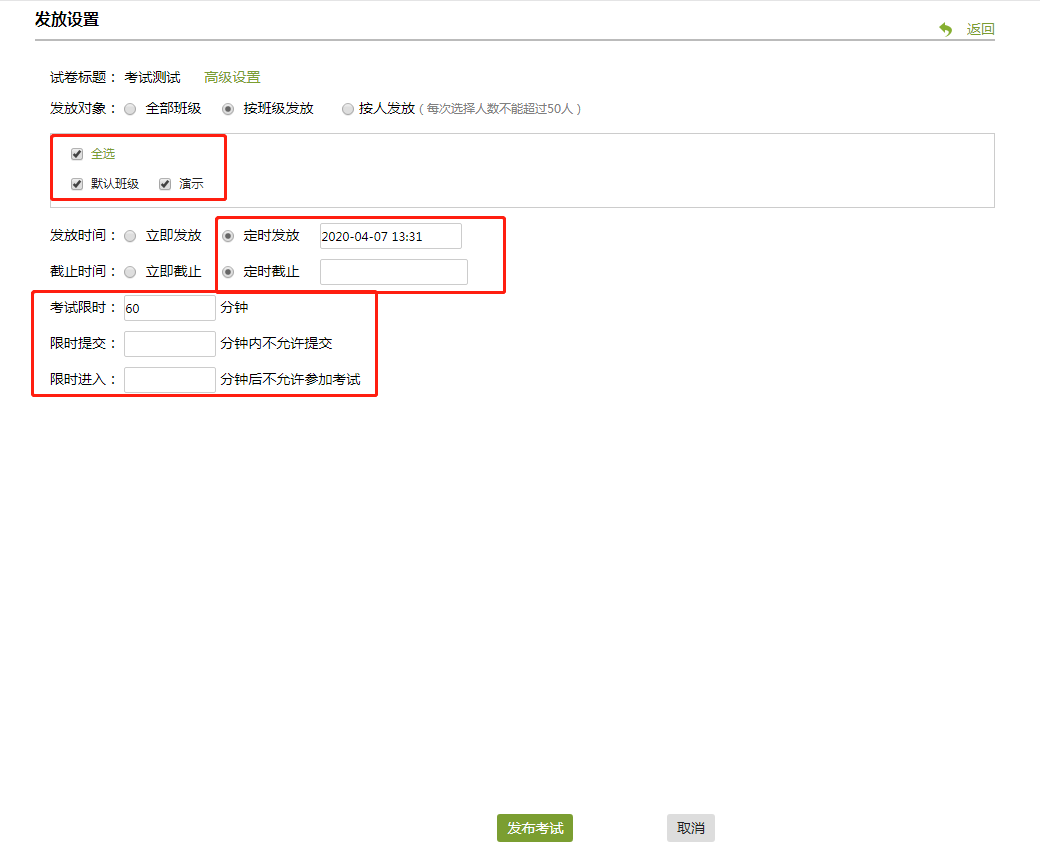 发放设置
返回
试卷标题： 考试测试 高级设置
发放对象： 全部班级 按班级发放 按人发放（每次选择人数不能超过50人）
全选
默认班级 演示
发放时间： 立即发放 定时发放 2020-04-07 13:31
截止时间： 立即截止 定时截止
考试限时： 60 分钟
限时提交： 分钟内不允许提交
限时进入： 分钟后不允许参加考试
发布考试 取消